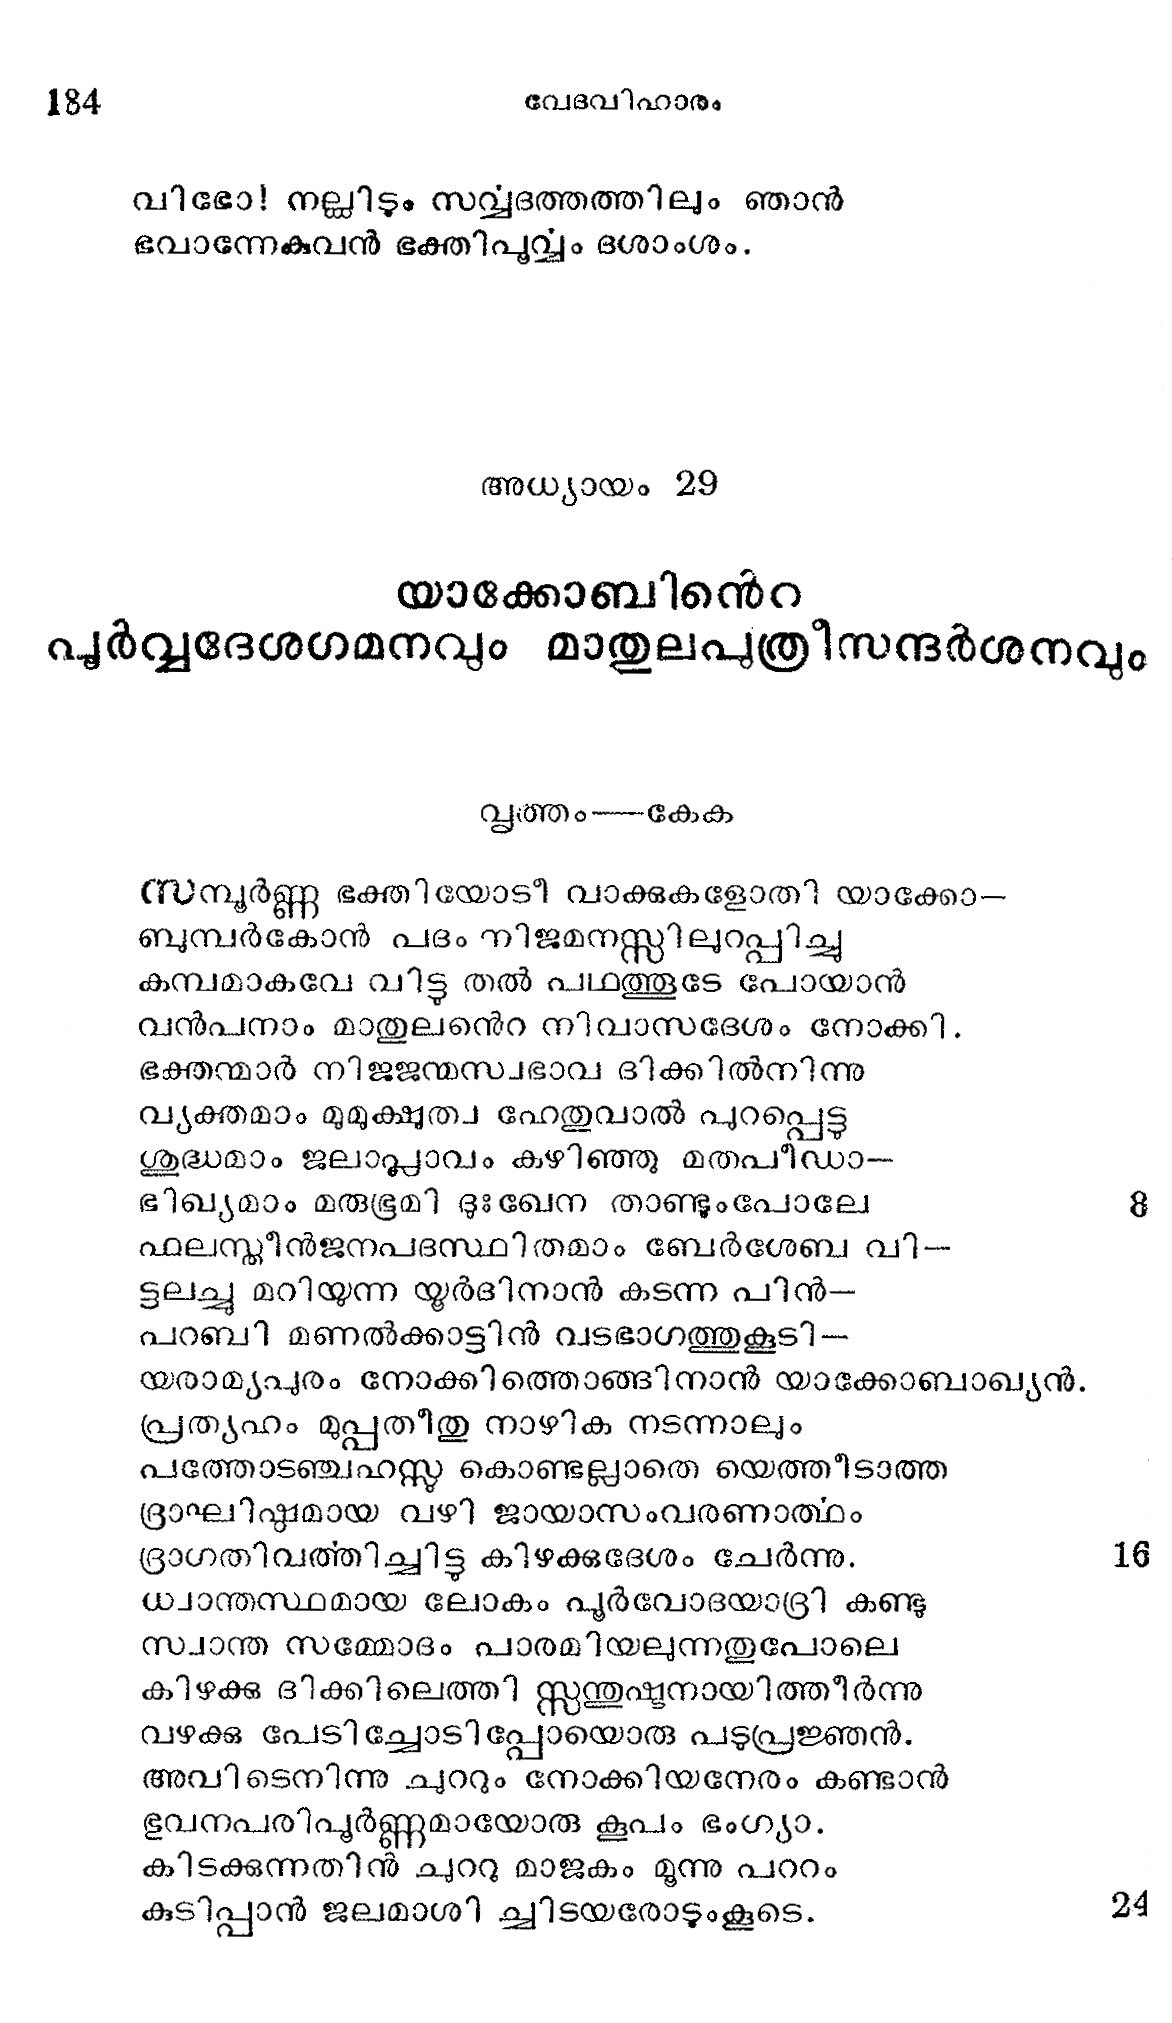 184
വേദവിഹാരം
വിഭോ! നല്ലിടും സൎവ്വദത്തത്തിലും ഞാൻ
ഭവാന്നേകുവൻ ഭക്തിപൂൎവ്വം ദശാംശം.
അധ്യായം 29
യാക്കോബിൻെറ
പൂർവ്വദേശഗമനവും മാതുലപുത്രീസന്ദർശനവും
വൃത്തം—കേക
സമ്പൂർണ്ണ ഭക്തിയോടീ വാക്കുകളോതി യാക്കോ—
ബുമ്പർകോൻ പദം നിജമനസ്സിലുറപ്പിച്ചു
കമ്പമാകവേ വിട്ടു തൽ പഥത്തൂടേ പോയാൻ
വൻപനാം മാതുലൻെറ നിവാസദേശം നോക്കി.
ഭക്തന്മാർ നിജജന്മസ്വഭാവ ദിക്കിൽനിന്നു
വ്യക്തമാം മുമുക്ഷുത്വ ഹേതുവാൽ പുറപ്പെട്ടു
ശുദ്ധമാം ജലാപ്ലാവം കഴിഞ്ഞു മതപീഡാ—
ഭിഖ്യമാം മരുഭൂമി ദുഃഖേന താണ്ടുംപോലേ
8
ഫലസ്തീൻജനപദസ്ഥിതമാം ബേർശേബ വി—
ട്ടലച്ചു മറിയുന്ന യൂർദിനാൻ കടന്ന പിൻ—
പറബി മണൽക്കാട്ടിൻ വടഭാഗത്തുകൂടി—
യരാമ്യപുരം നോക്കിത്തൊങ്ങിനാൻ യാക്കോബാഖ്യൻ.
പ്രത്യഹം മുപ്പതീതു നാഴിക നടന്നാലും
പത്തോടഞ്ചഹസ്സു കൊണ്ടല്ലാതെ യെത്തീടാത്ത
ദ്രാഘിഷ്ഠമായ വഴി ജായാസംവരണാൎത്ഥം
ദ്രാഗതിവൎത്തിച്ചിട്ടു കിഴക്കുദേശം ചേർന്നു.
16
ധ്വാന്തസ്ഥമായ ലോകം പൂർവോദയാദ്രി കണ്ടു
സ്വാന്ത സമ്മോദം പാരമിയലുന്നതുപോലെ
കിഴക്കു ദിക്കിലെത്തി സ്സന്തുഷ്ടനായിത്തീർന്നു
വഴക്കു പേടിച്ചോടിപ്പോയൊരു പടുപ്രജ്ഞൻ.
അവിടെനിന്നു ചുററും നോക്കിയനേരം കണ്ടാൻ
ഭുവനപരിപൂർണ്ണമായോരു കൂപം ഭംഗ്യാ.
കിടക്കുന്നതിൻ ചുററു മാജകം മൂന്നു പററം
കുടിപ്പാൻ ജലമാശി ച്ചിടയരോടുംകൂടെ.
24